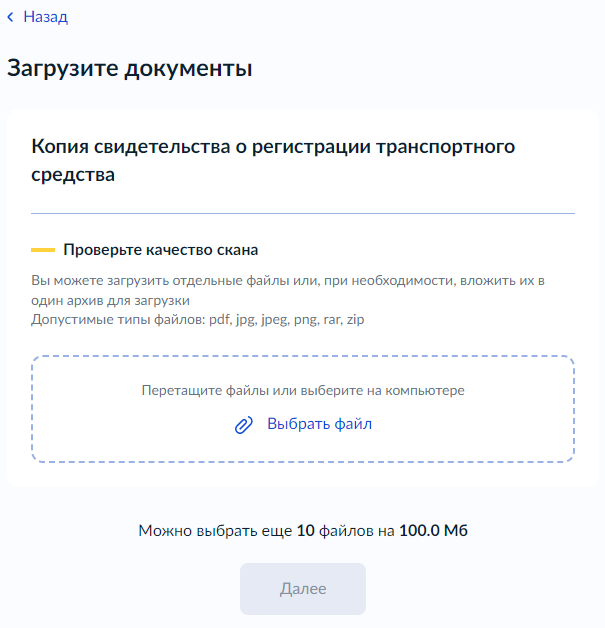 Назад
Загрузите документы
Копия свидетельства о регистрации транспортного
средства
Проверьте качество скана
Вы можете загрузить отдельные файлы или, при необходимости, вложить их в
один архив для загрузки
Допустимые типы файлов: pdf, jpg, jpeg, png, rar, zip
Перетащите файлы или выберите на компьютере
Выбрать файл
Можно выбрать еще 10 файлов на 100.0 Мб
Далее